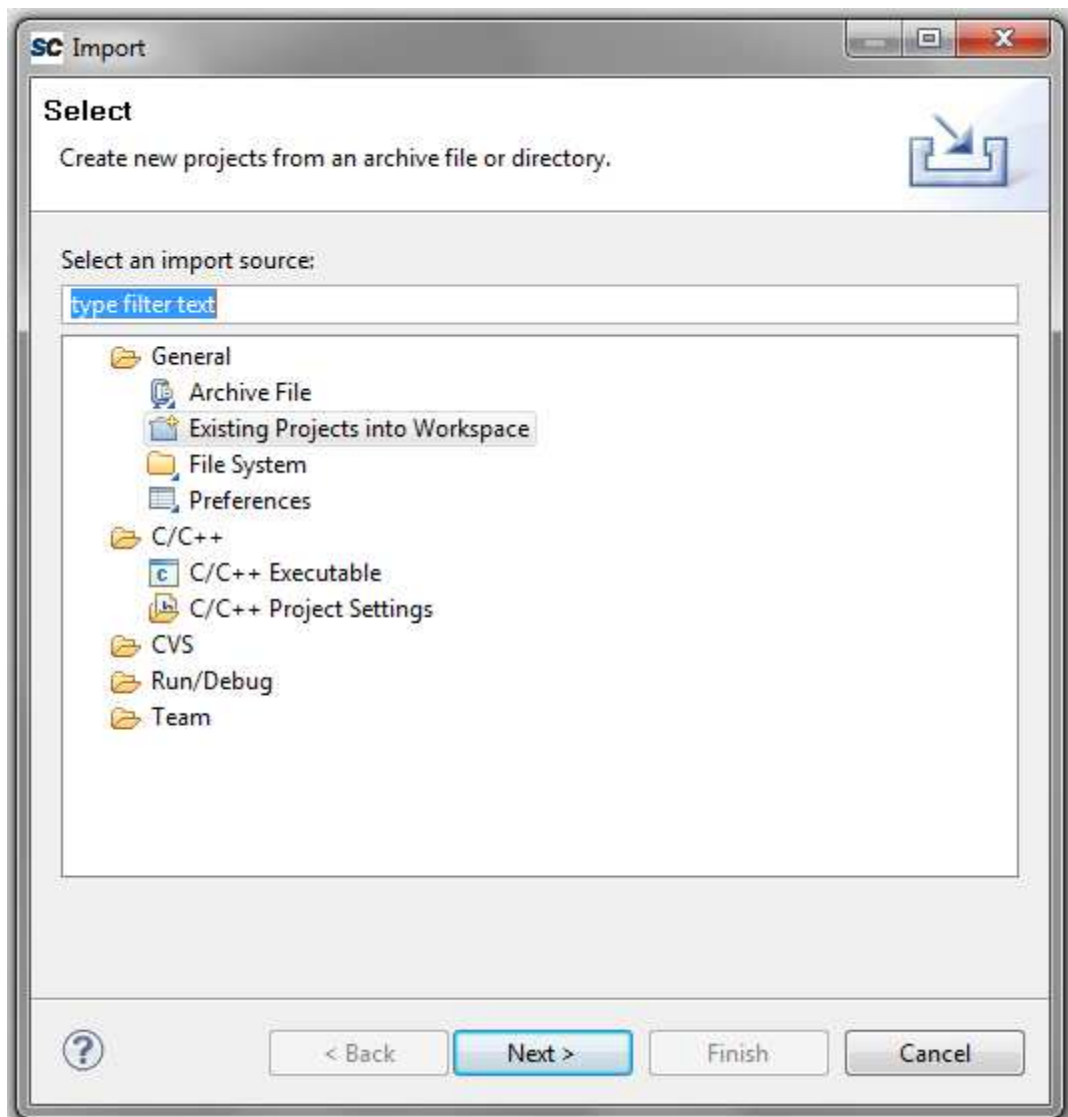 SC Import
Select
Create new projects from an archive file or directory.
Select an import source:
type filter text
General
Archive File
Existing Projects into Workspace
File System
Preferences
C/C++
C/C++ Executable
C/C++ Project Settings
CVS
Run/Debug
Team
? < Back Next > Finish Cancel